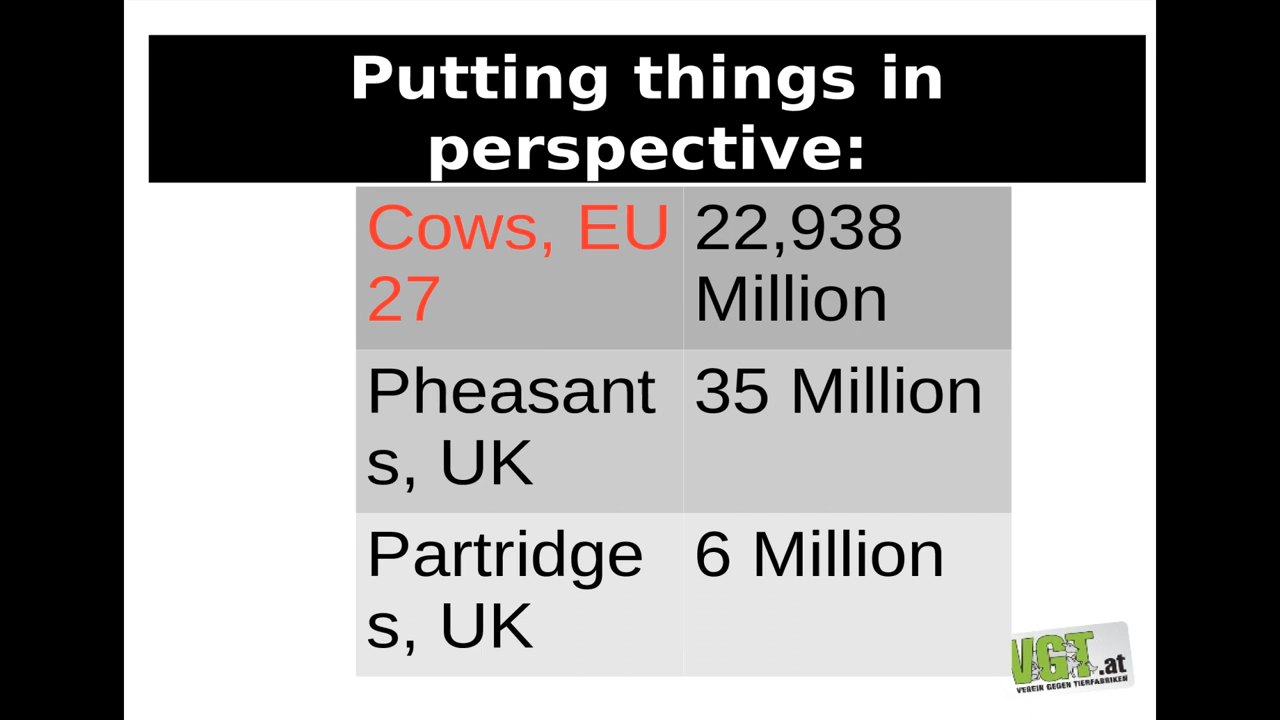 Putting things in
perspective:
Cows, EU
27
22,938
Million
Pheasant
s, UK
35 Million
Partridge
s, UK
6 Million
VGT.at
VEREIN GEGEN TIERFABRIKEN